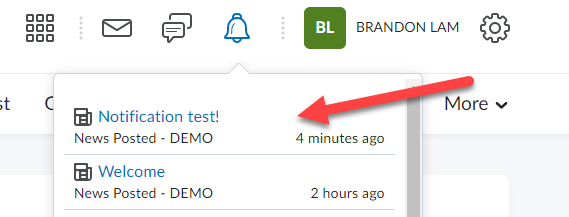 BL BRANDON LAM
st
More
Notification test!
News Posted - DEMO 4 minutes ago
Welcome
News Posted - DEMO 2 hours ago